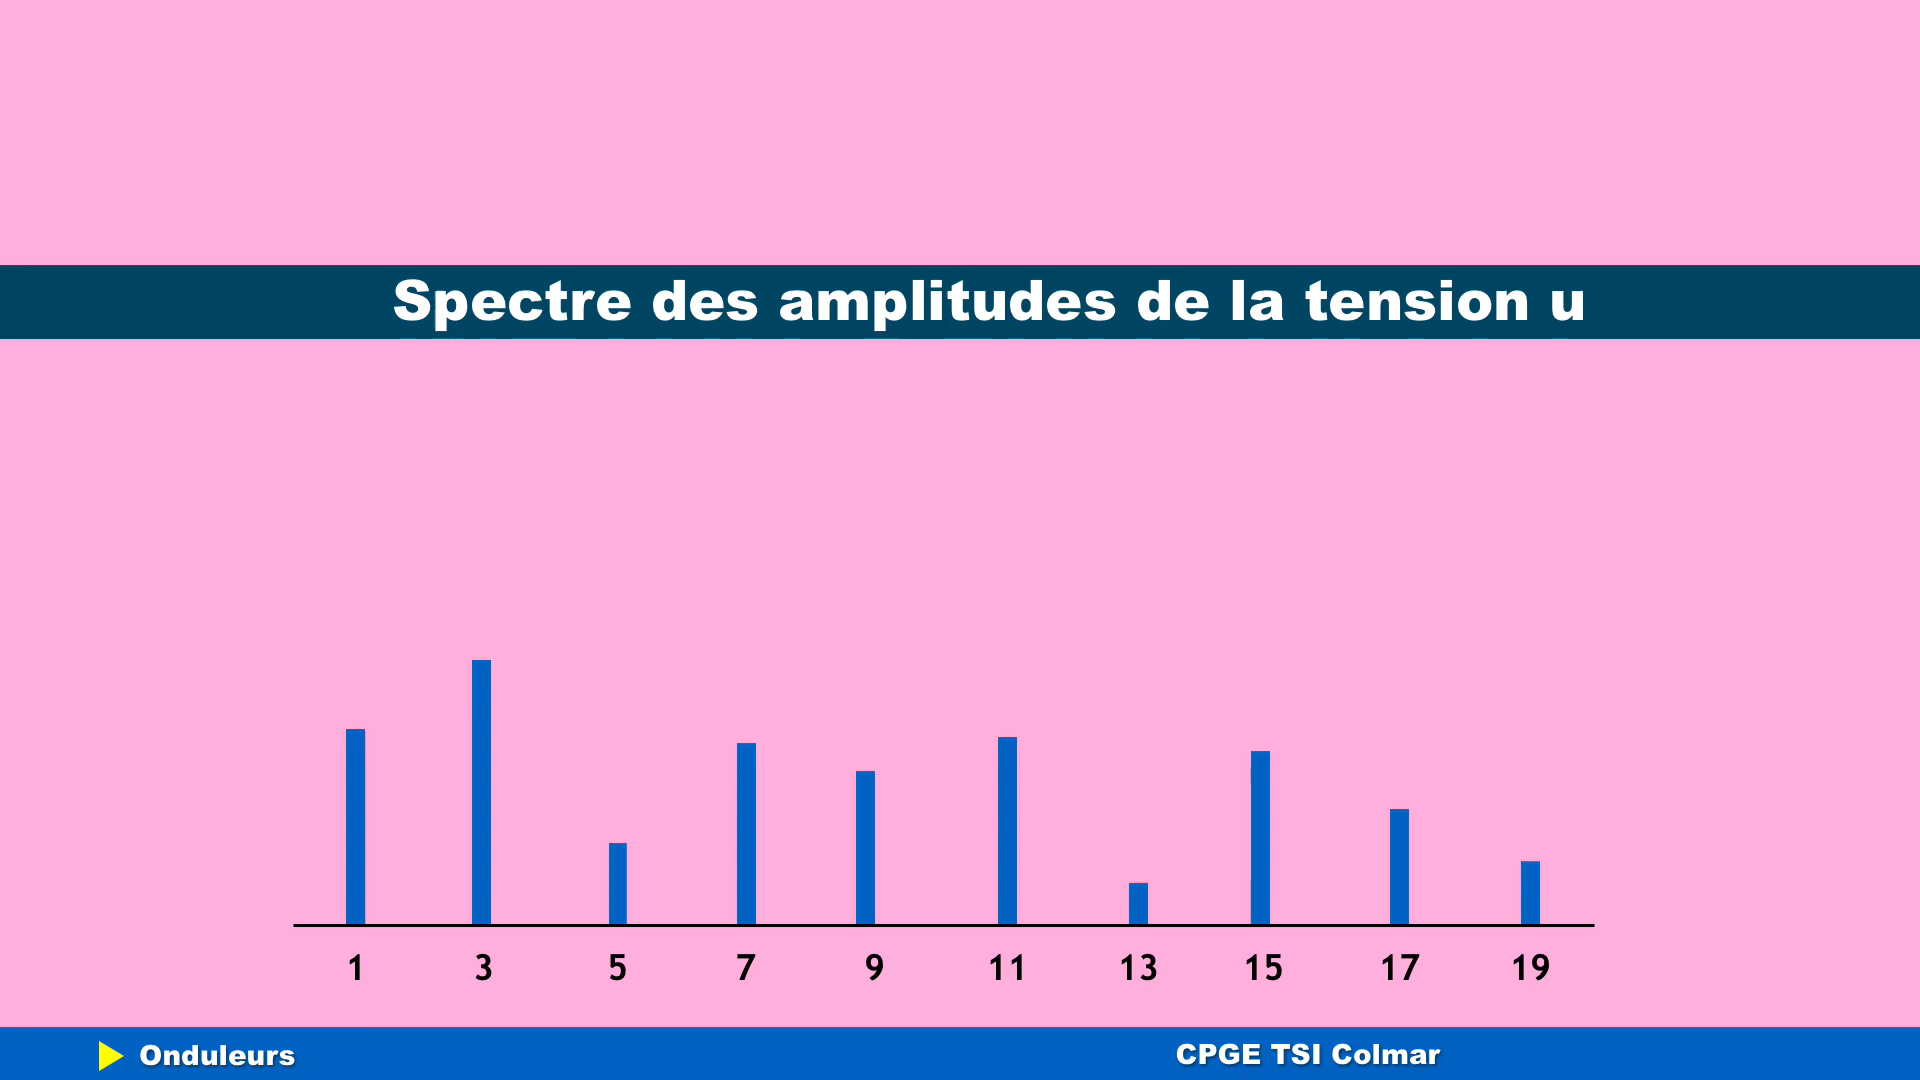 Spectre des amplitudes de la tension u
1 3 5 7 9 11 13 15 17 19
Onduleurs
CPGE TSI Colmar